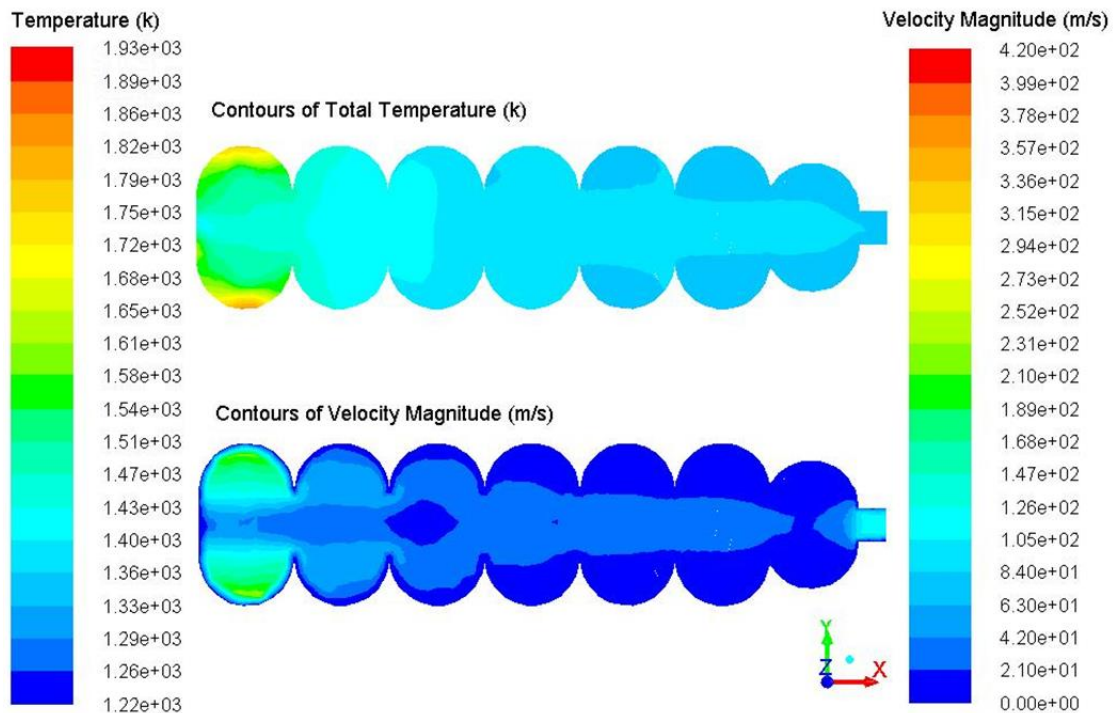 Temperature (k)
1.93e+03
1.89e+03
1.86e+03
1.82e+03
1.79e+03
1.75e+03
1.72e+03
1.68e+03
1.65e+03
1.61e+03
1.58e+03
1.54e+03
1.51e+03
1.47e+03
1.43e+03
1.40e+03
1.36e+03
1.33e+03
1.29e+03
1.26e+03
1.22e+03
Contours of Total Temperature (k)
Contours of Velocity Magnitude (m/s)
Y
Z
X
Velocity Magnitude (m/s)
4.20e+02
3.99e+02
3.78e+02
3.57e+02
3.36e+02
3.15e+02
2.94e+02
2.73e+02
2.52e+02
2.31e+02
2.10e+02
1.89e+02
1.68e+02
1.47e+02
1.26e+02
1.05e+02
8.40e+01
6.30e+01
4.20e+01
2.10e+01
0.00e+00